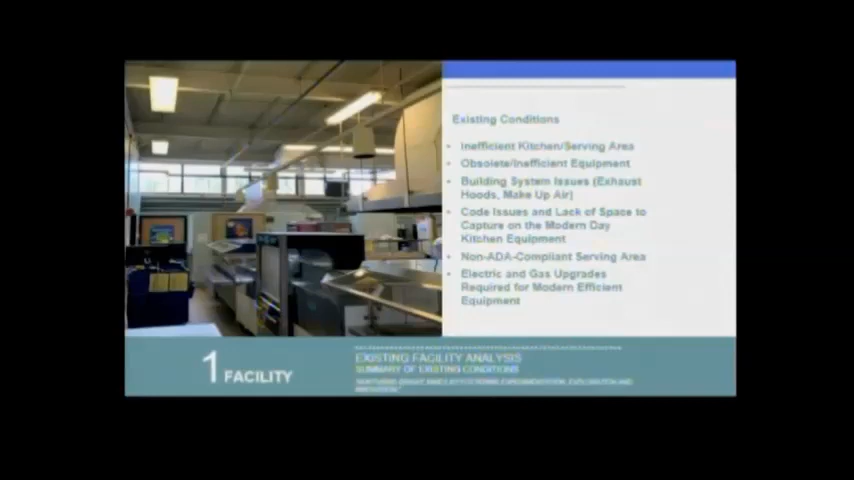 Existing Conditions
• Inefficient Kitchen/Serving Area
• Obsolete/Inefficient Equipment
• Building System Issues (Exhaust
Hoods, Make Up Air)
• Code Issues and Lack of Space to
Capture on the Modern Day
Kitchen Equipment
• Non-ADA-Compliant Serving Area
• Electric and Gas Upgrades
Required for Modern Efficient
Equipment
1 FACILITY
EXISTING FACILITY ANALYSIS
SUMMARY OF EXISTING CONDITIONS